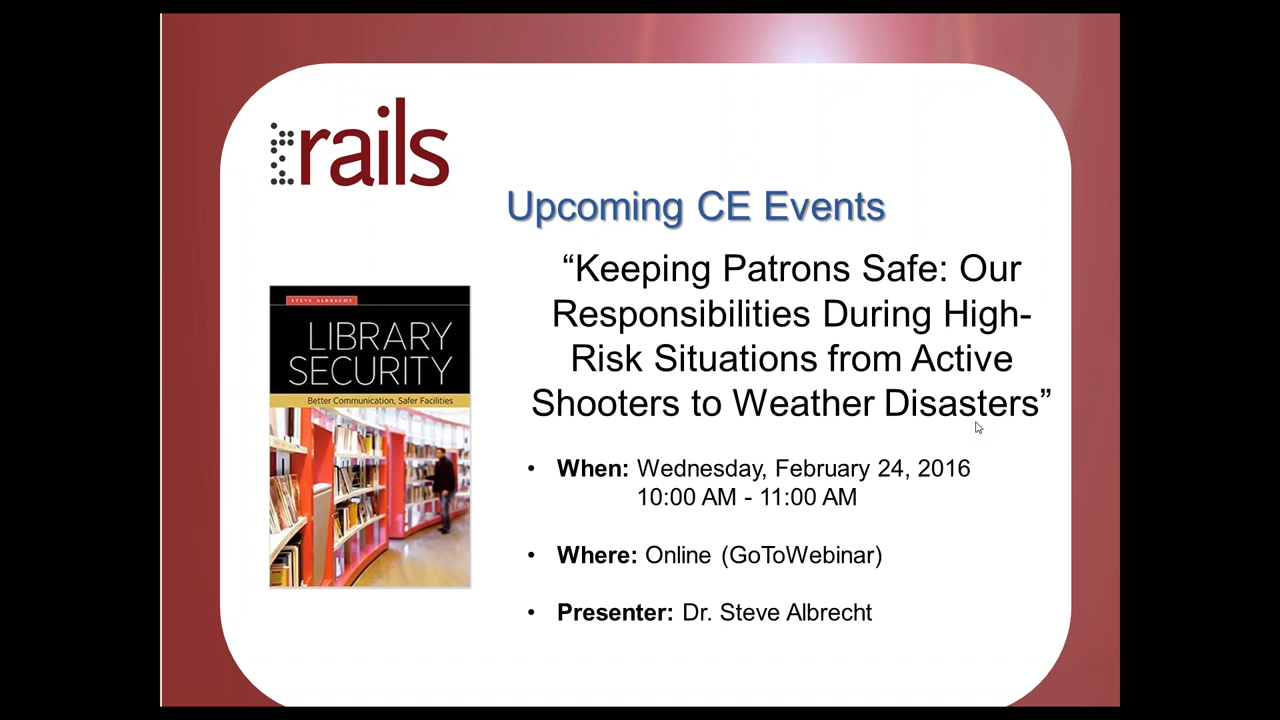 rails
Upcoming CE Events
“Keeping Patrons Safe: Our
Responsibilities During High-
Risk Situations from Active
Shooters to Weather Disasters”
STEVE ALBRECHT
LIBRARY
SECURITY
Better Communication, Safer Facilities
• When: Wednesday, February 24, 2016
10:00 AM - 11:00 AM
• Where: Online (GoToWebinar)
• Presenter: Dr. Steve Albrecht